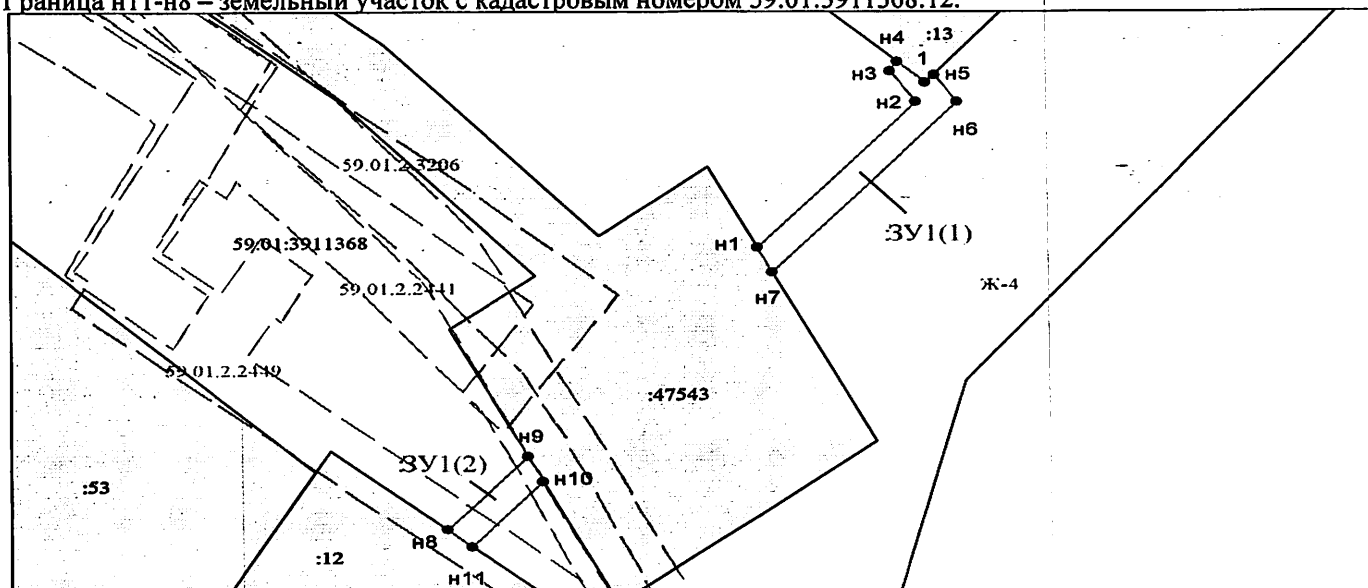 Граница н11-н8 – земельный участок с кадастровым номером 59:01:3911368:12.
:13
н4
1
н3
н5
н2
н6
59.01.2.3206
н1
:ЗУ1(1)
59:01:3911368
н7
Ж-4
59.01.2.2441
59.01.2.2449
:47543
н9
:ЗУ1(2)
н10
:53
н8
:12
н11